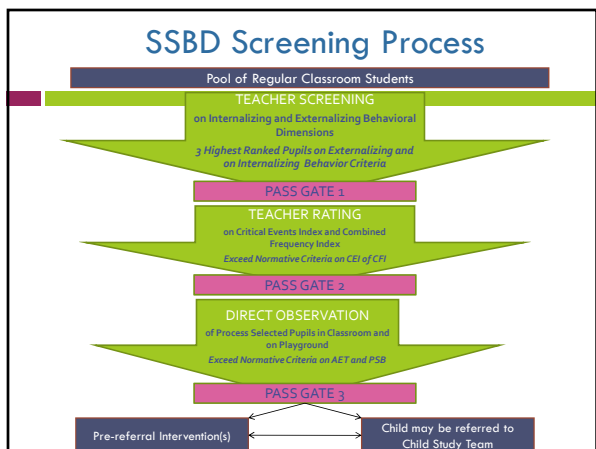 SSBD Screening Process
Pool of Regular Classroom Students
TEACHER SCREENING
on Internalizing and Externalizing Behavioral
Dimensions
3 Highest Ranked Pupils on Externalizing and
on Internalizing Behavior Criteria
PASS GATE 1
TEACHER RATING
on Critical Events Index and Combined
Frequency Index
Exceed Normative Criteria on CEI of CFI
PASS GATE 2
DIRECT OBSERVATION
of Process Selected Pupils in Classroom and
on Playground
Exceed Normative Criteria on AET and PSB
PASS GATE 3
Pre-referral Intervention(s)
Child may be referred to
Child Study Team